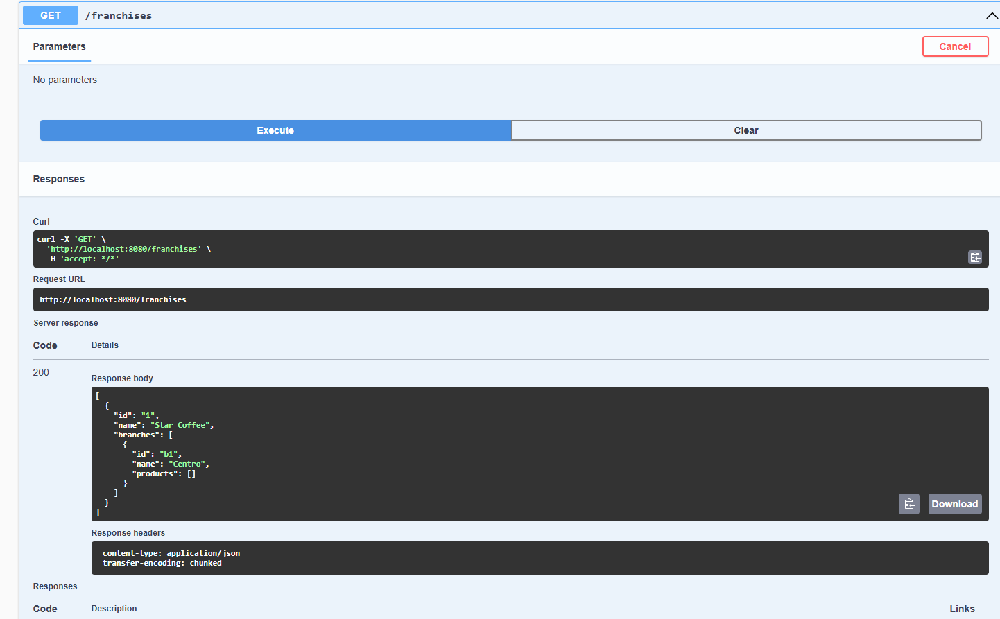 GET /franchises
Parameters
Cancel
No parameters
Execute
Clear
Responses
Curl
curl -X 'GET' \
  'http://localhost:8080/franchises' \
  -H 'accept: */*'
Request URL
http://localhost:8080/franchises
Server response
Code Details
200
Response body
[
  {
    "id": "1",
    "name": "Star Coffee",
    "branches": [
      {
        "id": "b1",
        "name": "Centro",
        "products": []
      }
    ]
  }
]
Download
Response headers
content-type: application/json
transfer-encoding: chunked
Responses
Code Description Links